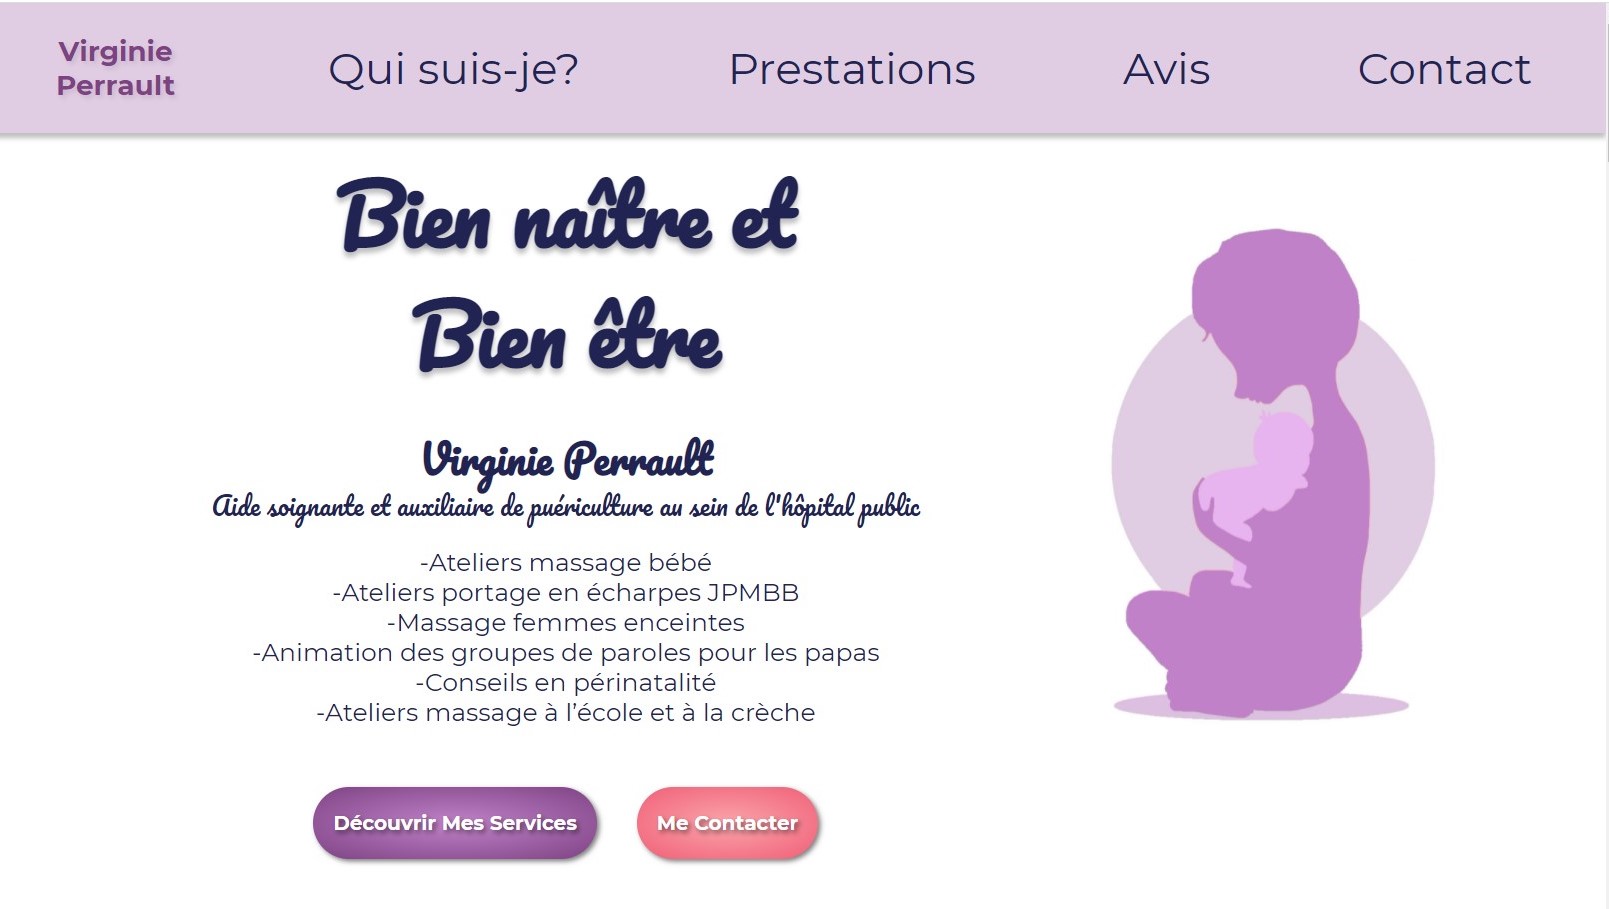 Virginie
Perrault
Qui suis-je?
Prestations
Avis
Contact
Bien naître et
Bien être
Virginie Perrault
Aide soignante et auxiliaire de puériculture au sein de l'hôpital public
-Ateliers massage bébé
-Ateliers portage en écharpes JPMBB
-Massage femmes enceintes
-Animation des groupes de paroles pour les papas
-Conseils en périnatalité
-Ateliers massage à l’école et à la crèche
Découvrir Mes Services
Me Contacter